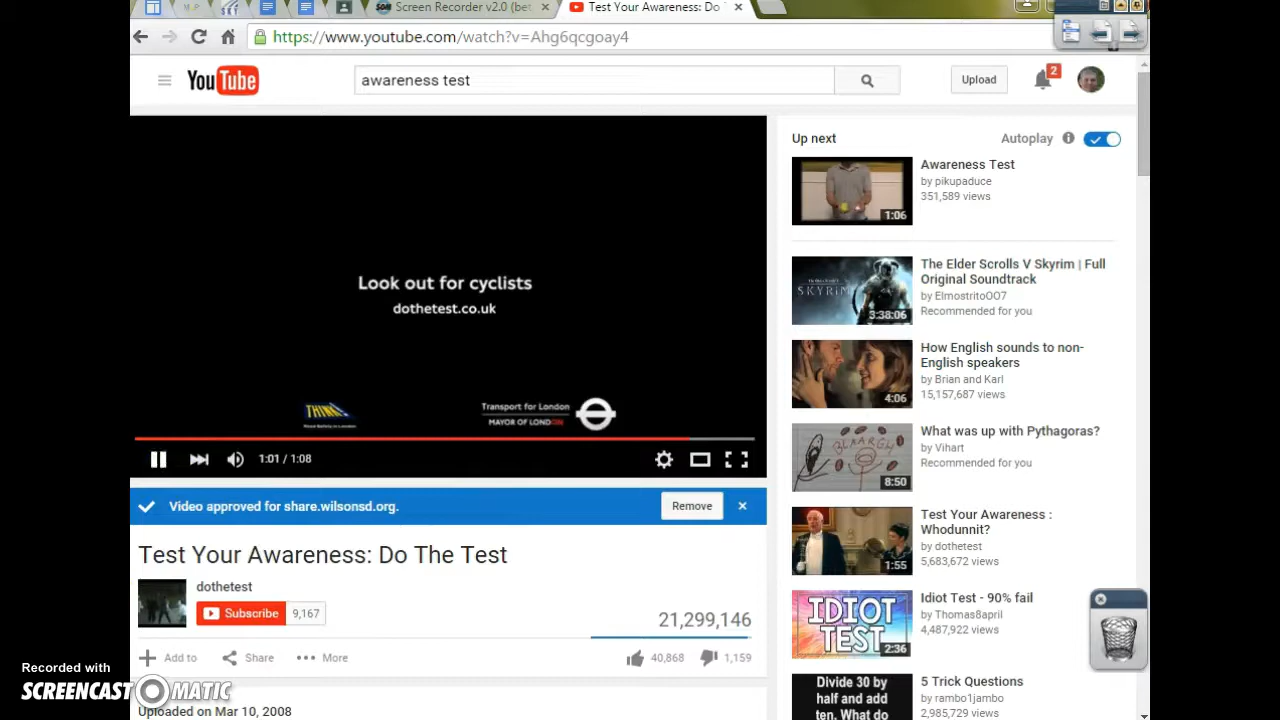 Screen Recorder v2.0 (bet
Test Your Awareness: Do
https://www.youtube.com/watch?v=Ahg6qcgoay4
YouTube
awareness test
Upload
2
Look out for cyclists
dothetest.co.uk
THINK!
Transport for London
MAYOR OF LONDON
1:01 / 1:08
Video approved for share.wilsonsd.org.
Remove
Test Your Awareness: Do The Test
dothetest
Subscribe 9,167
21,299,146
Add to Share More
40,868 1,159
Uploaded on Mar 10, 2008
Up next
Autoplay
Awareness Test
by pikupaduce
351,589 views
1:06
The Elder Scrolls V Skyrim | Full
Original Soundtrack
by ElmostritoOO7
Recommended for you
SKYRIM
3:38:06
How English sounds to non-
English speakers
by Brian and Karl
15,157,687 views
4:06
What was up with Pythagoras?
by Vihart
Recommended for you
8:50
Test Your Awareness :
Whodunnit?
by dothetest
5,683,672 views
1:55
Idiot Test - 90% fail
by Thomas8april
4,487,922 views
IDIOT
TEST
2:36
5 Trick Questions
by rambo1jambo
2,985,729 views
Divide 30 by
half and add
ten. What do
Recorded with
SCREENCAST O MATIC